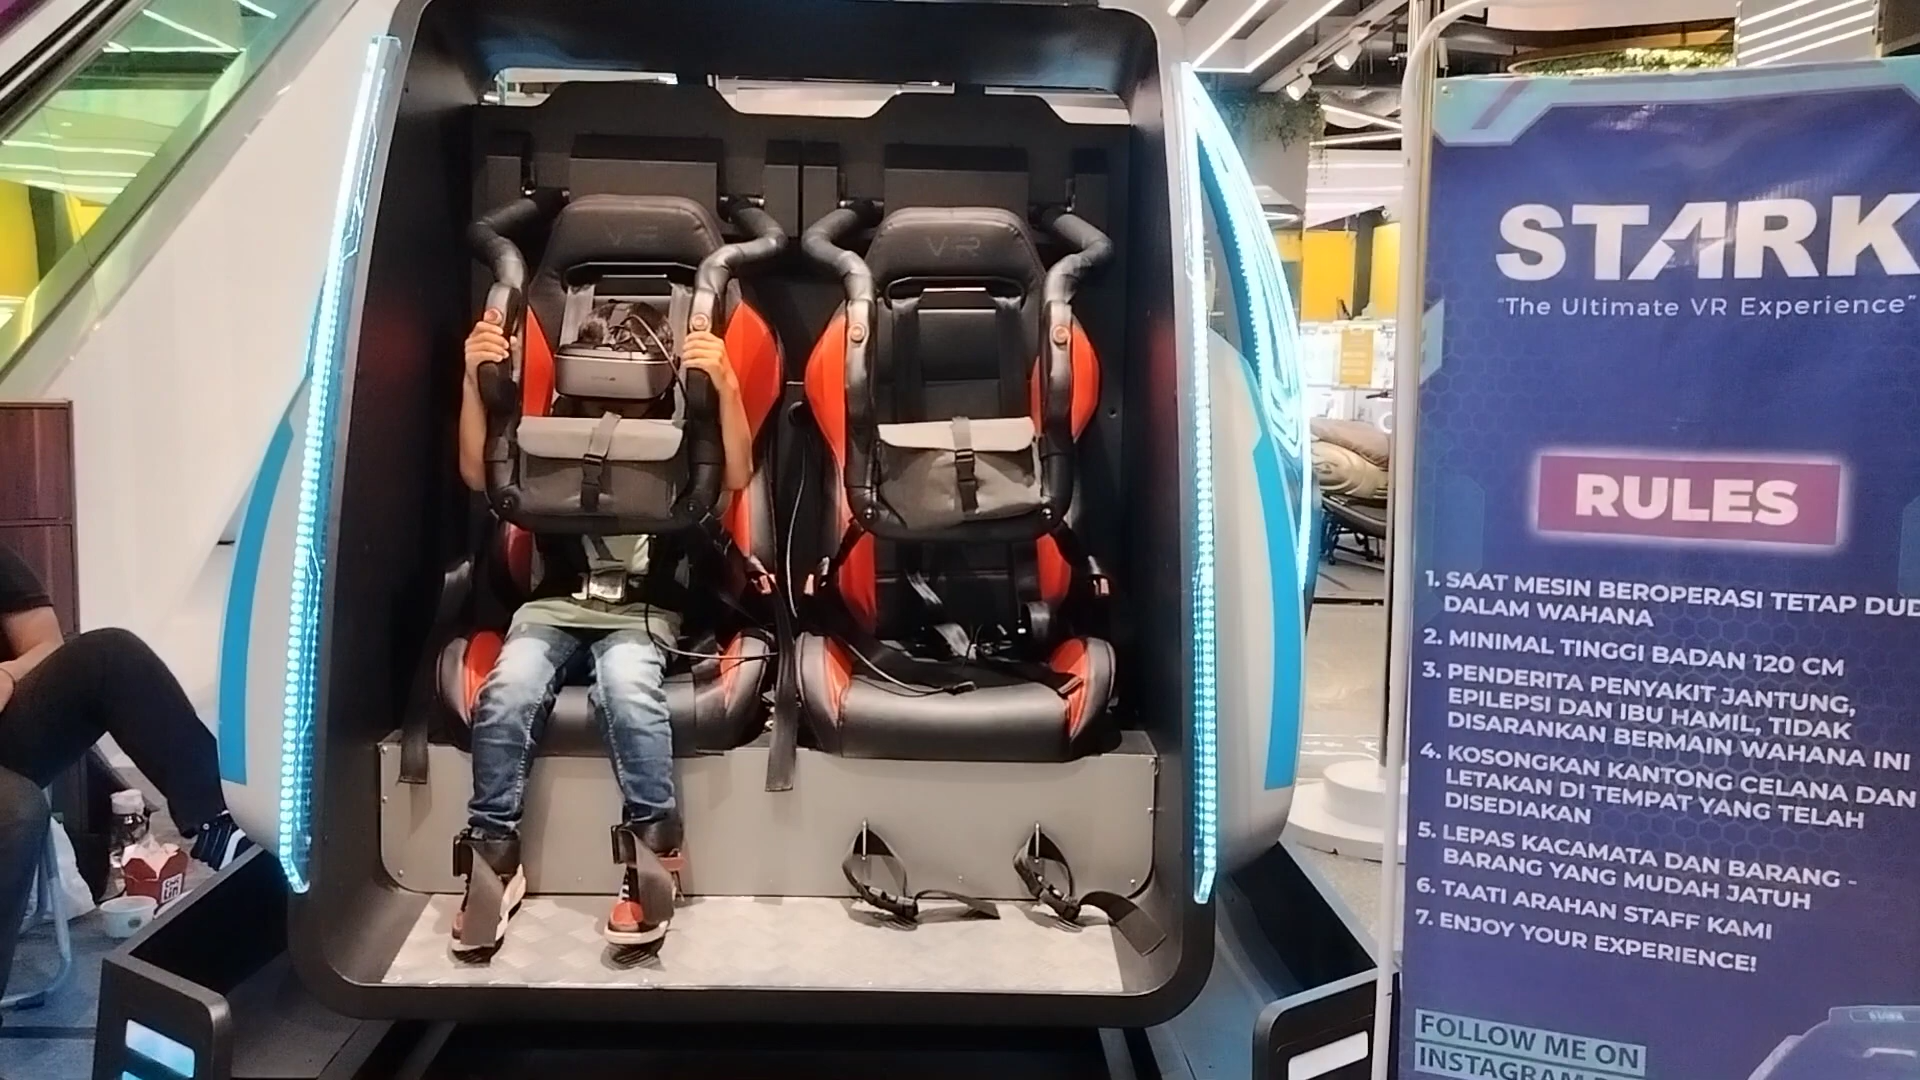 VR
VR
STARK
"The Ultimate VR Experience"
RULES
1. SAAT MESIN BEROPERASI TETAP DUD
DALAM WAHANA
2. MINIMAL TINGGI BADAN 120 CM
3. PENDERITA PENYAKIT JANTUNG,
EPILEPSI DAN IBU HAMIL, TIDAK
DISARANKAN BERMAIN WAHANA INI
4. KOSONGKAN KANTONG CELANA DAN
LETAKAN DI TEMPAT YANG TELAH
DISEDIAKAN
5. LEPAS KACAMATA DAN BARANG -
BARANG YANG MUDAH JATUH
6. TAATI ARAHAN STAFF KAMI
7. ENJOY YOUR EXPERIENCE!
FOLLOW ME ON
INSTAGRAM